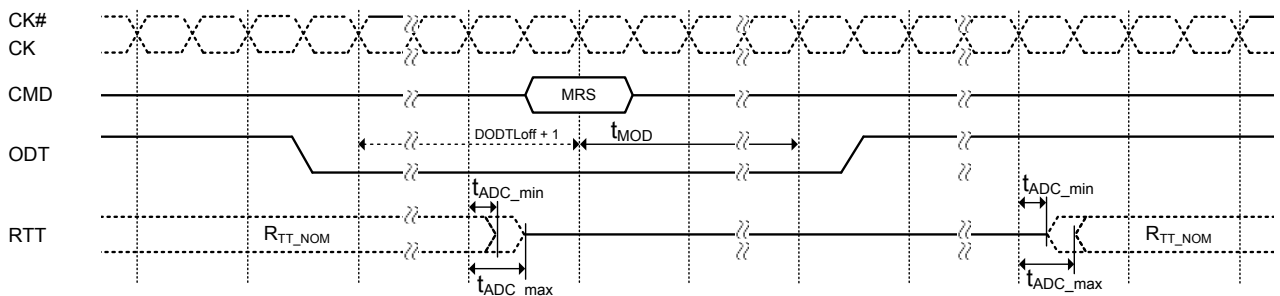 CK#
CK
CMD
MRS
ODT
DODTLoff + 1
tMOD
tADC_min
tADC_min
RTT
RTT_NOM
RTT_NOM
tADC_max
tADC_max